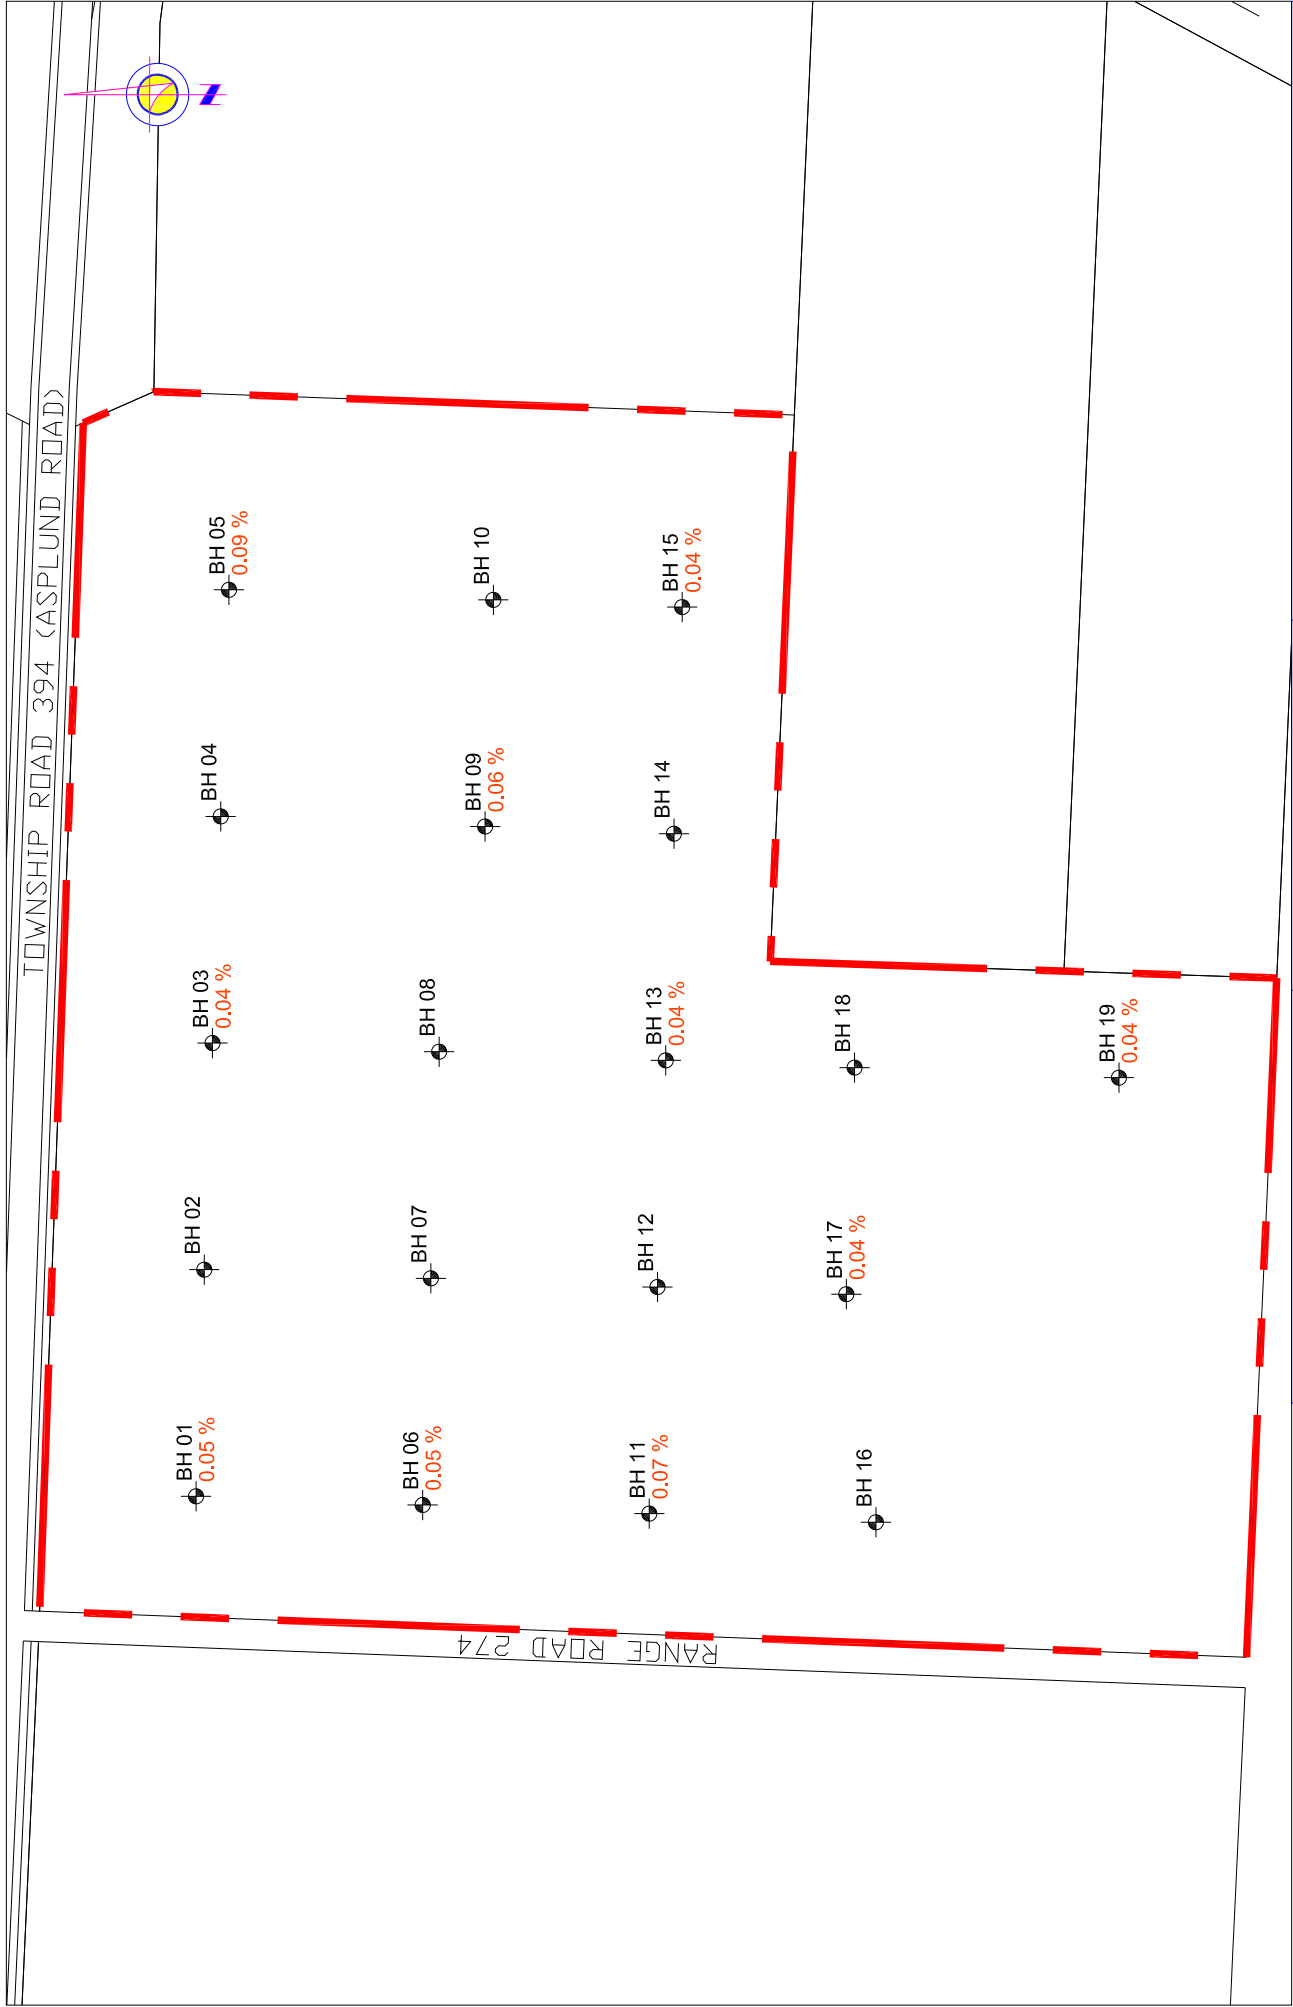 TOWNSHIP ROAD 394 (ASPLUND ROAD)
N
BH 01
0.05 %
BH 02
BH 03
0.04 %
BH 04
BH 05
0.09 %
BH 06
0.05 %
BH 07
BH 08
BH 09
0.06 %
BH 10
BH 11
0.07 %
BH 12
BH 13
0.04 %
BH 14
BH 15
0.04 %
BH 16
BH 17
0.04 %
BH 18
BH 19
0.04 %
RANGE ROAD 274